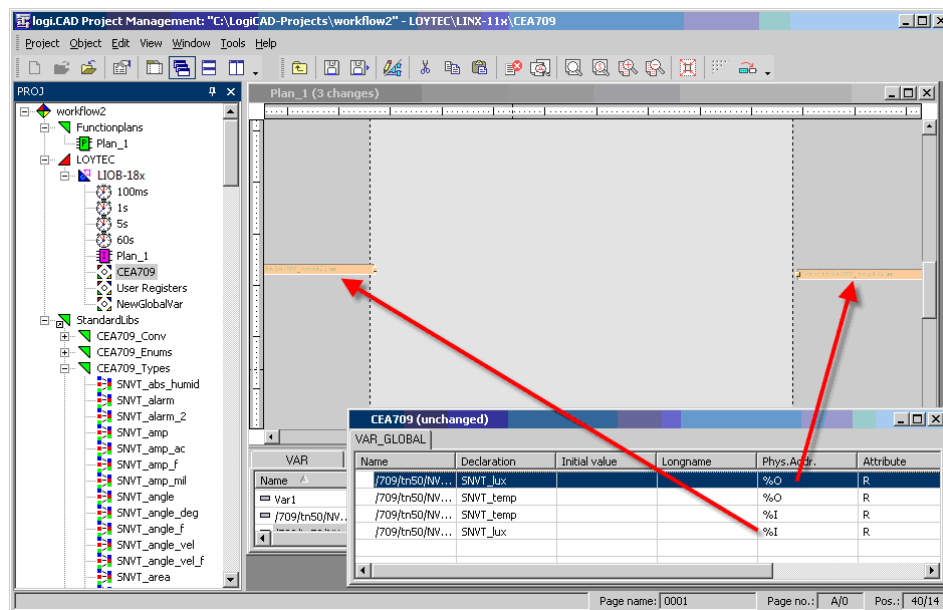 logi.CAD Project Management: "C:\LogiCAD-Projects\workflow2" - LOYTEC\LINX-11x\CEA709
Project Object Edit View Window Tools Help
PROJ
Plan_1 (3 changes)
workflow2
Functionplans
Plan_1
LOYTEC
LIOB-18x
100ms
1s
5s
60s
Plan_1
CEA709
User Registers
NewGlobalVar
StandardLibs
CEA709_Conv
CEA709_Enums
CEA709_Types
SNVT_abs_humid
SNVT_alarm
SNVT_alarm_2
SNVT_amp
SNVT_amp_ac
SNVT_amp_f
SNVT_amp_mil
SNVT_angle
SNVT_angle_deg
SNVT_angle_f
SNVT_angle_vel
SNVT_angle_vel_f
SNVT_area
VAR
Name
Var1
/709/tn50/NV...
CEA709 (unchanged)
VAR_GLOBAL
Name Declaration Initial value Longname Phys.Addr. Attribute
/709/tn50/NV... SNVT_lux %O R
/709/tn50/NV... SNVT_temp %O R
/709/tn50/NV... SNVT_temp %I R
/709/tn50/NV... SNVT_lux %I R
Page name: 0001 Page no.: A/0 Pos.: 40/14